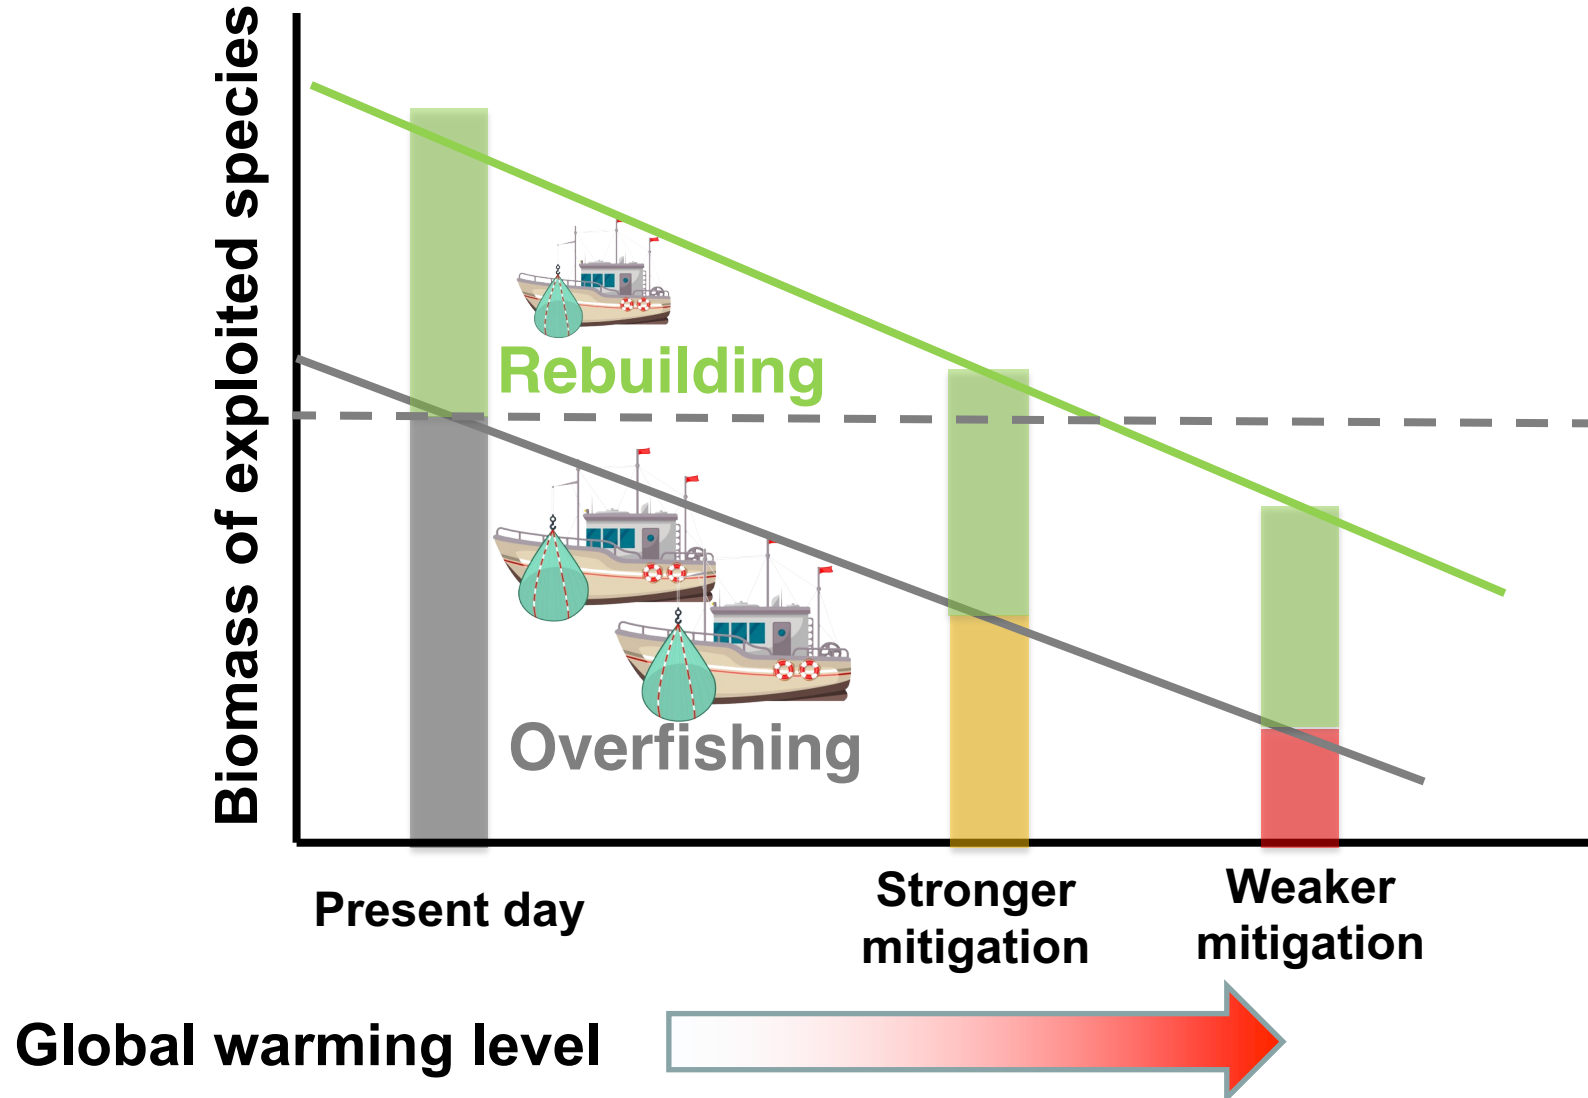 Biomass of exploited species
Rebuilding
Overfishing
Present day
Stronger
mitigation
Weaker
mitigation
Global warming level